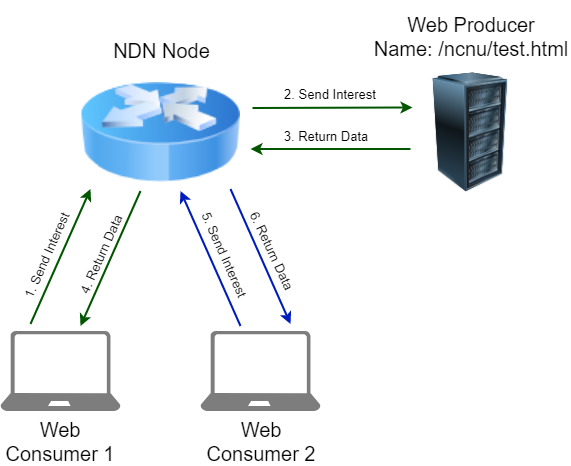 Web Producer
NDN Node
Name: /ncnu/test.html
2. Send Interest
3. Return Data
1. Send Interest
4. Return Data
5. Send Interest
6. Return Data
Web
Consumer 1
Web
Consumer 2